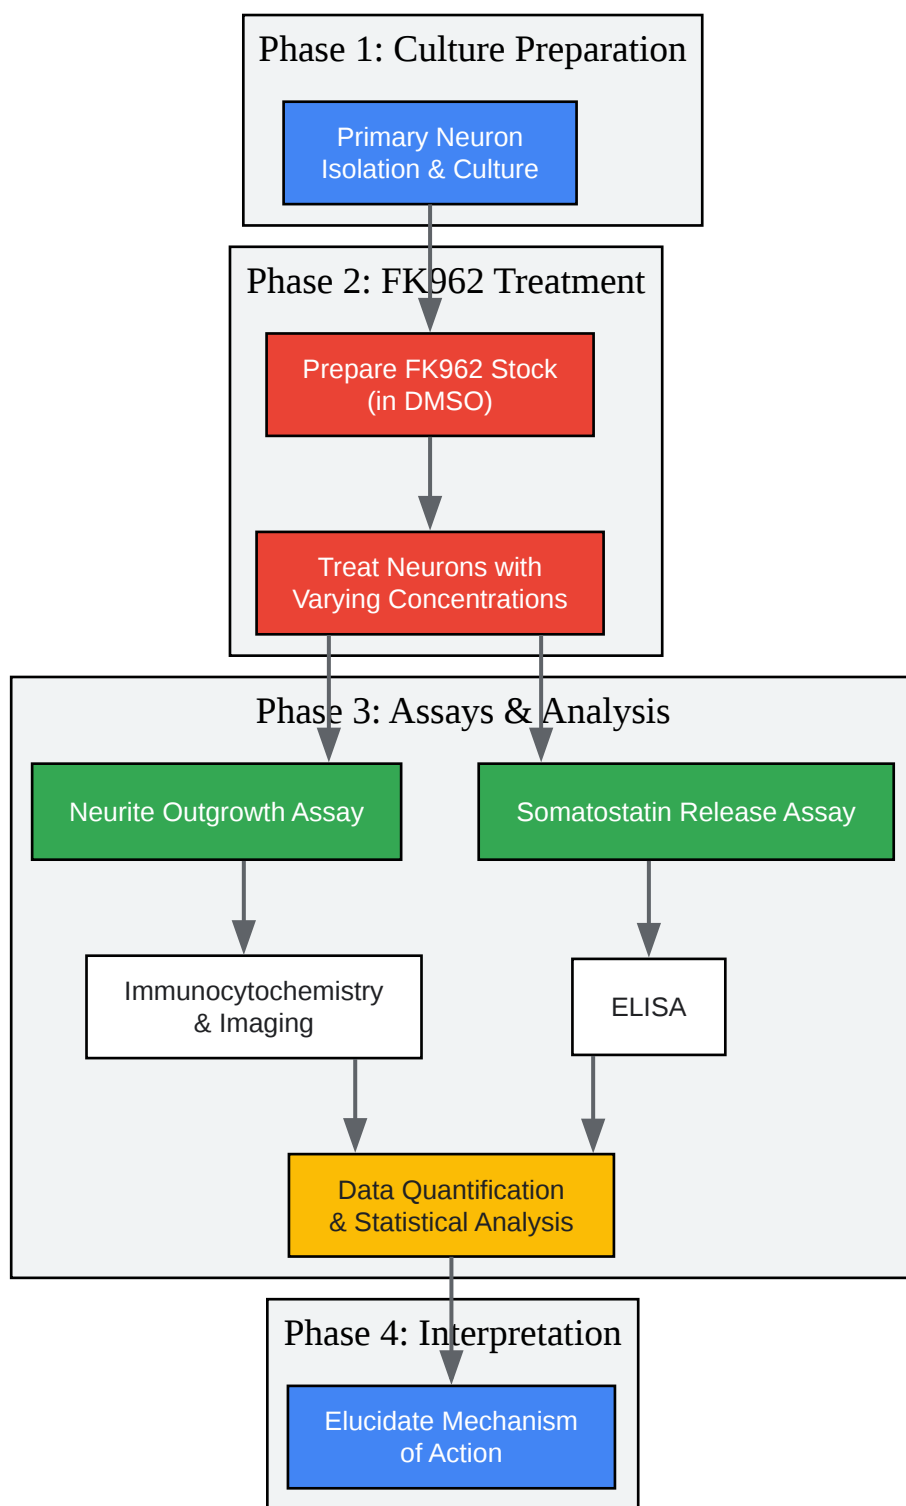 Phase 1: Culture Preparation
Primary Neuron
Isolation & Culture
Phase 2: FK962 Treatment
Prepare FK962 Stock
(in DMSO)
Treat Neurons with
Varying Concentrations
Phase 3: Assays & Analysis
Neurite Outgrowth Assay
Somatostatin Release Assay
Immunocytochemistry
& Imaging
ELISA
Data Quantification
& Statistical Analysis
Phase 4: Interpretation
Elucidate Mechanism
of Action